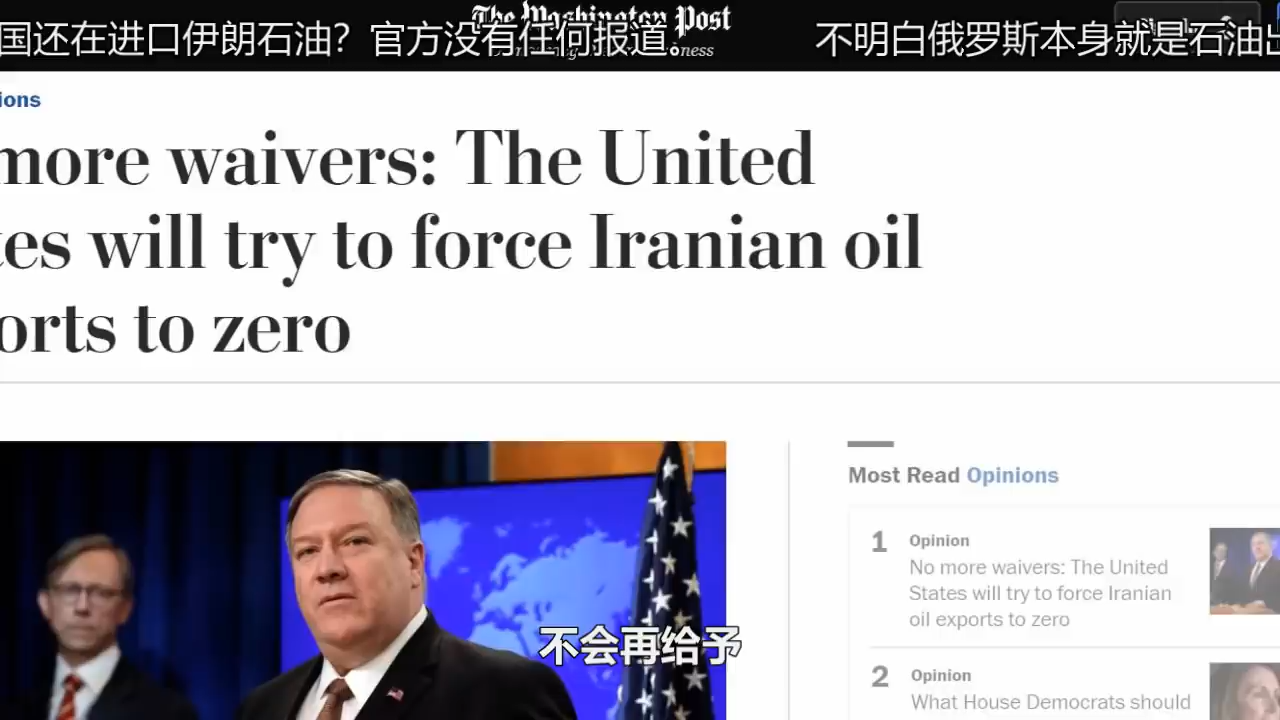 The Washington Post
国还在进口伊朗石油？官方没有任何报道。
不明白俄罗斯本身就是石油出
ions
more waivers: The United
tes will try to force Iranian oil
orts to zero
Most Read Opinions
1
Opinion
No more waivers: The United
States will try to force Iranian
oil exports to zero
2
Opinion
What House Democrats should
不会再给予